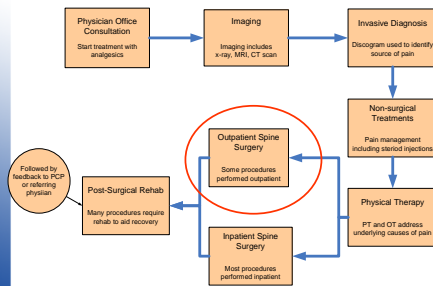 Physician Office
Consultation
Start treatment with
analgesics
Imaging
Imaging includes
x-ray, MRI, CT scan
Invasive Diagnosis
Discogram used to identify
source of pain
Non-surgical
Treatments
Pain management
including steriod injections
Physical Therapy
PT and OT address
underlying causes of pain
Outpatient Spine
Surgery
Some procedures
performed outpatient
Inpatient Spine
Surgery
Most procedures
performed inpatient
Post-Surgical Rehab
Many procedures require
rehab to aid recovery
Followed by
feedback to PCP
or referring
physiian